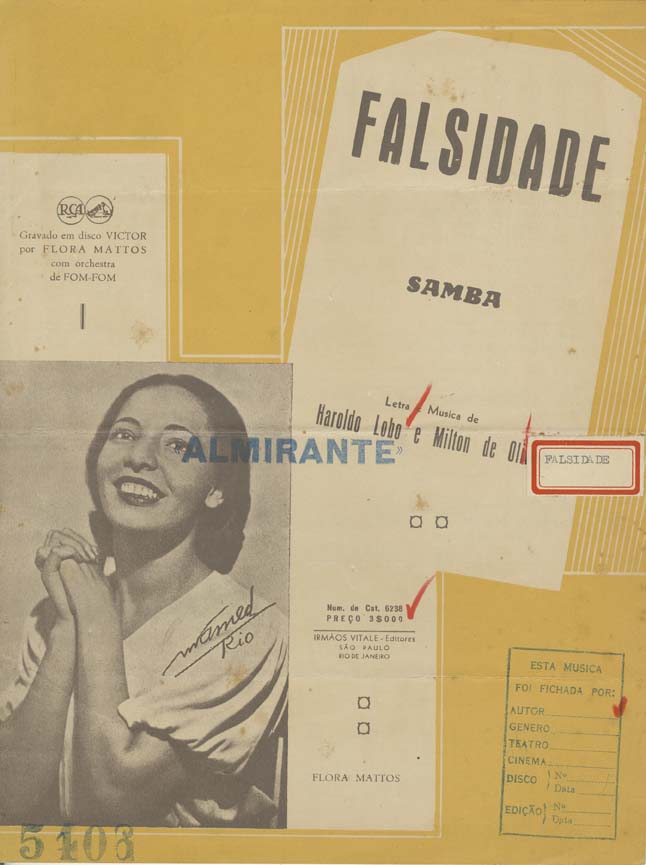 FALSIDADE
RCA
Gravado em disco VICTOR
por FLORA MATTOS
com orchestra
de FOM-FOM
SAMBA
Letra e Musica de
Haroldo Lobo e Milton de Oli
FALSIDADE
"ALMIRANTE"
Num. de Cat. 6238
PREÇO 3$000
IRMÃOS VITALE - Editores
SÃO PAULO
RIO DE JANEIRO
Rio
FLORA MATTOS
ESTA MUSICA
FOI FICHADA POR:
AUTOR
GENERO
TEATRO
CINEMA
DISCO Nº
Data
EDIÇÃO Nº
Data
5403